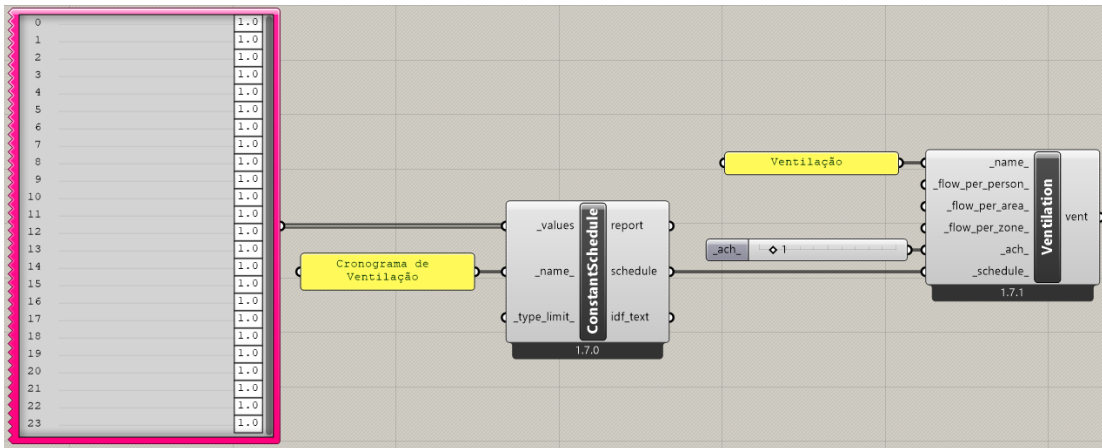 0 1.0
1 1.0
2 1.0
3 1.0
4 1.0
5 1.0
6 1.0
7 1.0
8 1.0
9 1.0
10 1.0
11 1.0
12 1.0
13 1.0
14 1.0
15 1.0
16 1.0
17 1.0
18 1.0
19 1.0
20 1.0
21 1.0
22 1.0
23 1.0
Cronograma de
Ventilação
_values
_name_
_type_limit_
ConstantSchedule
report
schedule
idf_text
1.7.0
Ventilação
_ach_ 1
_name_
_flow_per_person_
_flow_per_area_
_flow_per_zone_
_ach_
_schedule_
Ventilation
vent
1.7.1